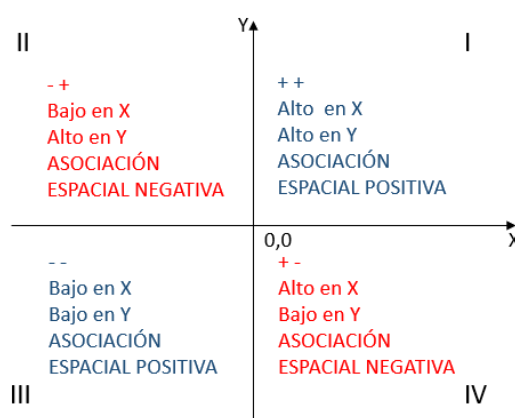 II
Y
I
- +
Bajo en X
Alto en Y
ASOCIACIÓN
ESPACIAL NEGATIVA
+ +
Alto en X
Alto en Y
ASOCIACIÓN
ESPACIAL POSITIVA
0,0
X
- -
Bajo en X
Bajo en Y
ASOCIACIÓN
ESPACIAL POSITIVA
+ -
Alto en X
Bajo en Y
ASOCIACIÓN
ESPACIAL NEGATIVA
III
IV